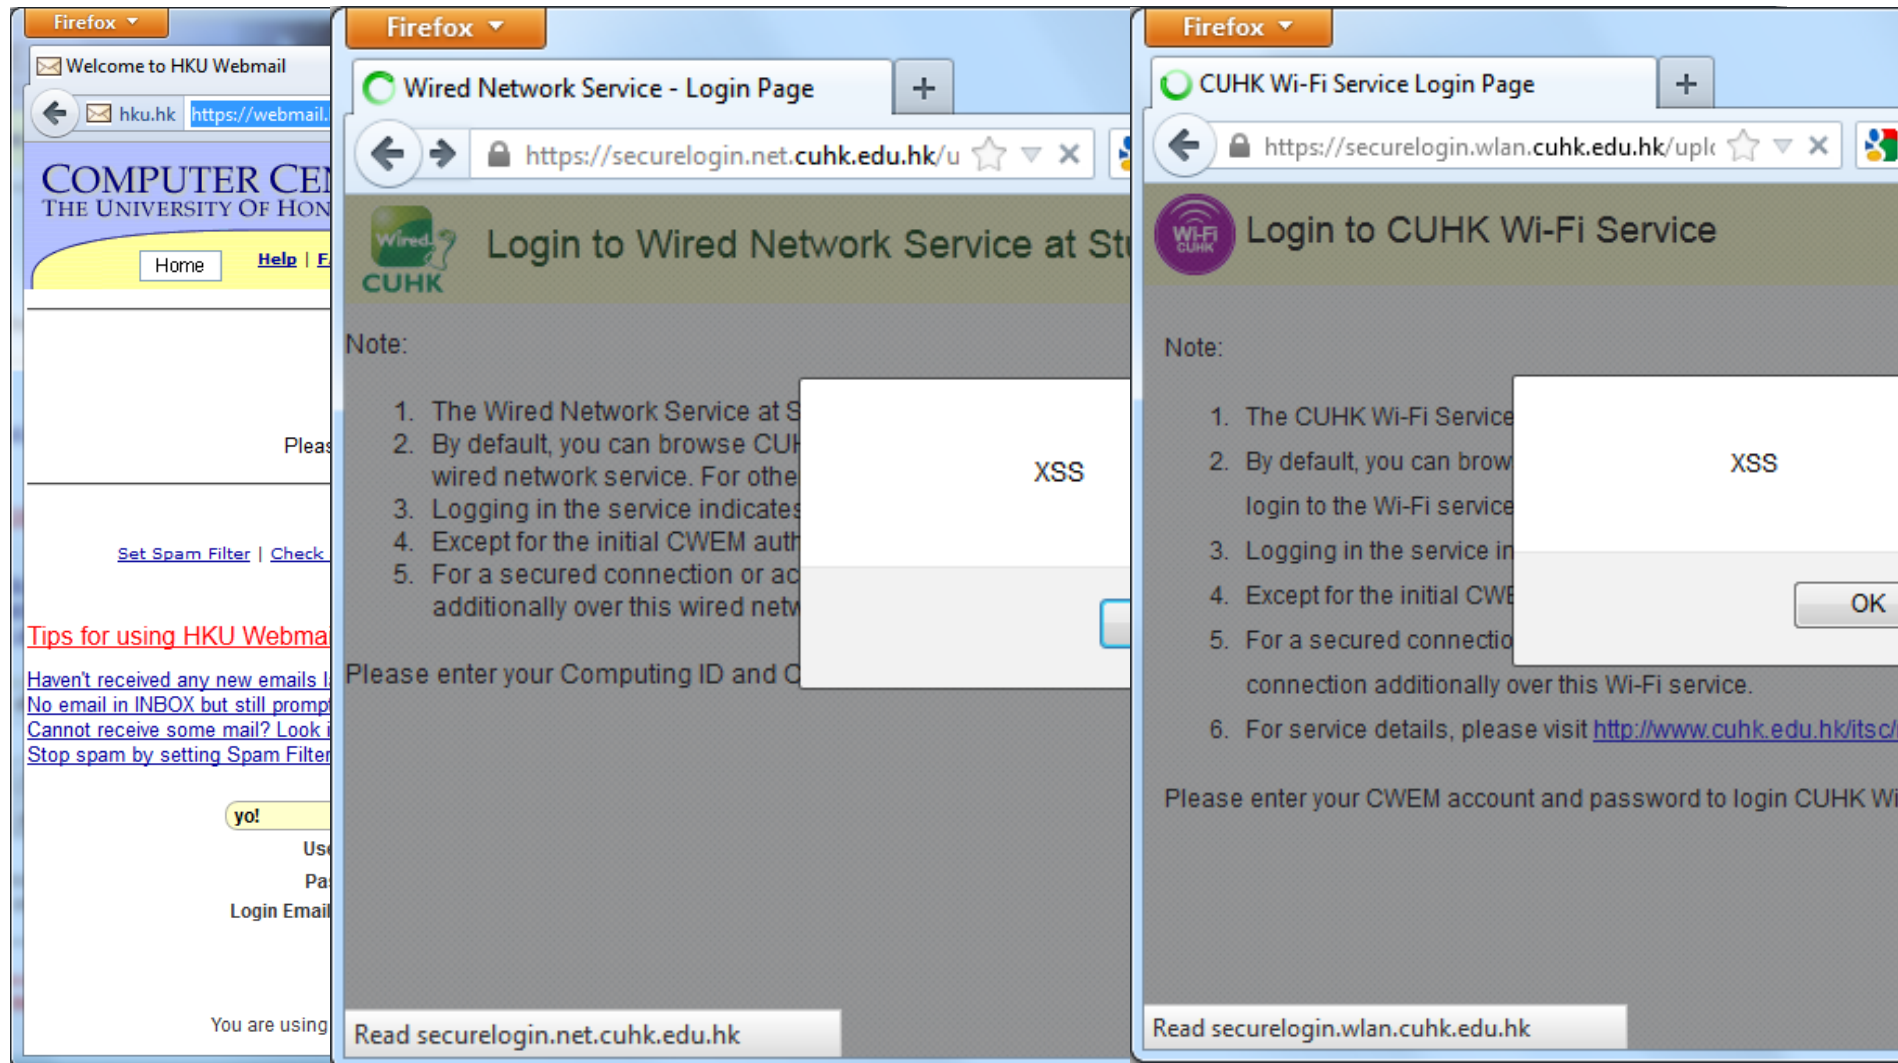 Firefox
Welcome to HKU Webmail
hku.hk https://webmail.
COMPUTER CEN
THE UNIVERSITY OF HON
Home Help | F
Pleas
Set Spam Filter | Check
Tips for using HKU Webmai
Haven't received any new emails l
No email in INBOX but still promp
Cannot receive some mail? Look i
Stop spam by setting Spam Filter
yo!
Use
Pas
Login Email
You are using
Firefox
Wired Network Service - Login Page
https://securelogin.net.cuhk.edu.hk/u
Wired
CUHK
Login to Wired Network Service at Stu
Note:
1. The Wired Network Service at S
2. By default, you can browse CUH
wired network service. For othe
3. Logging in the service indicates
4. Except for the initial CWEM auth
5. For a secured connection or ac
additionally over this wired netw
Please enter your Computing ID and C
XSS
Read securelogin.net.cuhk.edu.hk
Firefox
CUHK Wi-Fi Service Login Page
https://securelogin.wlan.cuhk.edu.hk/uplo
Wi-Fi
CUHK
Login to CUHK Wi-Fi Service
Note:
1. The CUHK Wi-Fi Service
2. By default, you can brow
login to the Wi-Fi service
3. Logging in the service in
4. Except for the initial CWE
5. For a secured connectio
connection additionally over this Wi-Fi service.
6. For service details, please visit http://www.cuhk.edu.hk/itsc/
Please enter your CWEM account and password to login CUHK Wi
XSS
OK
Read securelogin.wlan.cuhk.edu.hk